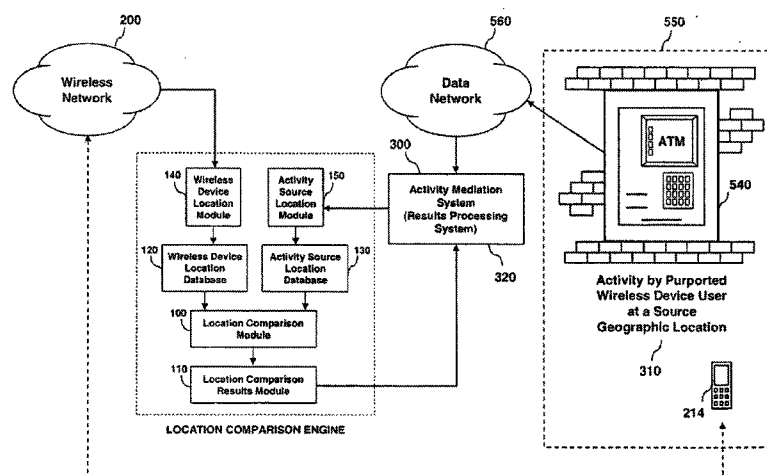 200
Wireless
Network
560
Data
Network
550
ATM
540
140
Wireless
Device
Location
Module
Activity
Source
Location
Module
150
300
Activity Mediation
System
(Results Processing
System)
320
120
Wireless Device
Location
Database
Activity Source
Location
Database
130
100
Location Comparison
Module
110
Location Comparison
Results Module
LOCATION COMPARISON ENGINE
Activity by Purported
Wireless Device User
at a Source
Geographic Location
310
214